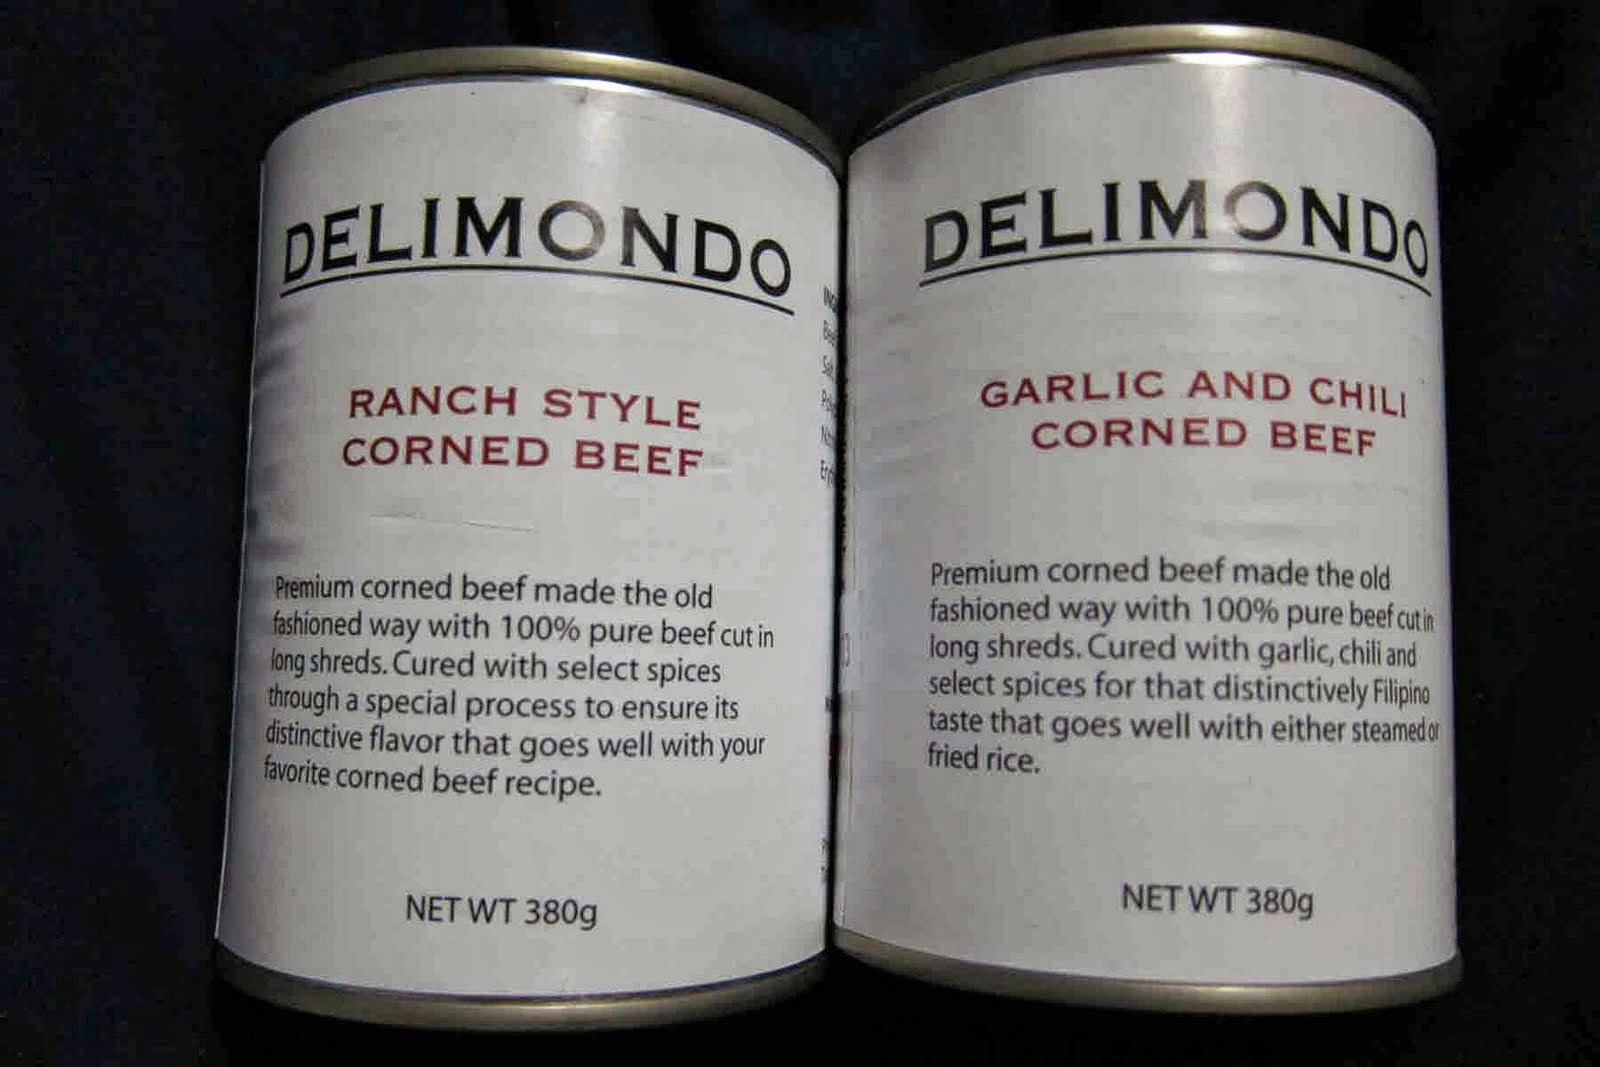 DELIMONDO
RANCH STYLE
CORNED BEEF
Premium corned beef made the old
fashioned way with 100% pure beef cut in
long shreds. Cured with select spices
through a special process to ensure its
distinctive flavor that goes well with your
favorite corned beef recipe.
NET WT 380g
DELIMONDO
GARLIC AND CHILI
CORNED BEEF
Premium corned beef made the old
fashioned way with 100% pure beef cut in
long shreds. Cured with garlic, chili and
select spices for that distinctively Filipino
taste that goes well with either steamed or
fried rice.
NET WT 380g